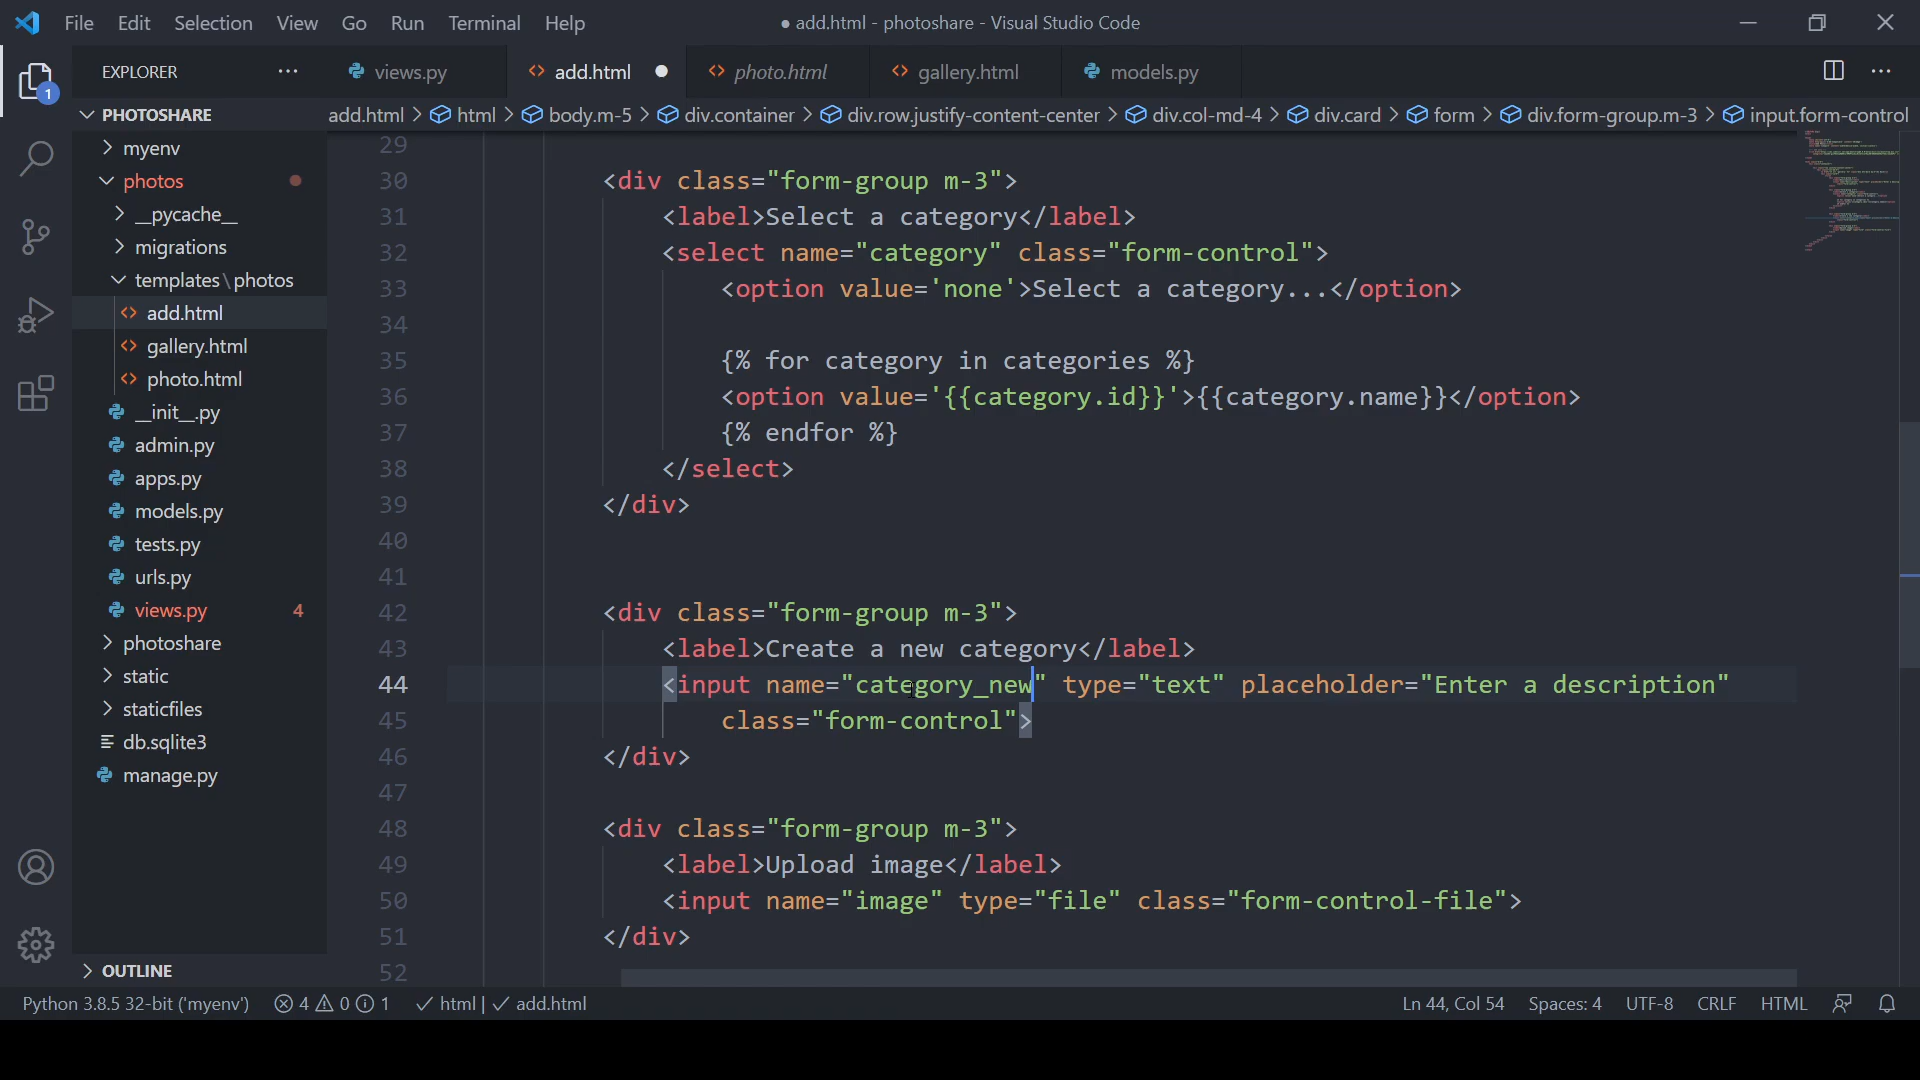 File Edit Selection View Go Run Terminal Help
● add.html - photoshare - Visual Studio Code
1
EXPLORER ···
views.py
<> add.html ●
<> photo.html
<> gallery.html
models.py
···
add.html > html > body.m-5 > div.container > div.row.justify-content-center > div.col-md-4 > div.card > form > div.form-group.m-3 > input.form-control
PHOTOSHARE
myenv
photos
__pycache__
migrations
templates\photos
<> add.html
<> gallery.html
<> photo.html
__init__.py
admin.py
apps.py
models.py
tests.py
urls.py
views.py 4
photoshare
static
staticfiles
db.sqlite3
manage.py
OUTLINE
29
30 <div class="form-group m-3">
31 <label>Select a category</label>
32 <select name="category" class="form-control">
33 <option value='none'>Select a category...</option>
34
35 {% for category in categories %}
36 <option value='{{category.id}}'>{{category.name}}</option>
37 {% endfor %}
38 </select>
39 </div>
40
41
42 <div class="form-group m-3">
43 <label>Create a new category</label>
44 <input name="category_new" type="text" placeholder="Enter a description"
45 class="form-control">
46 </div>
47
48 <div class="form-group m-3">
49 <label>Upload image</label>
50 <input name="image" type="file" class="form-control-file">
51 </div>
52
Python 3.8.5 32-bit ('myenv') 4 0 1 ✓ html | ✓ add.html
Ln 44, Col 54 Spaces: 4 UTF-8 CRLF HTML